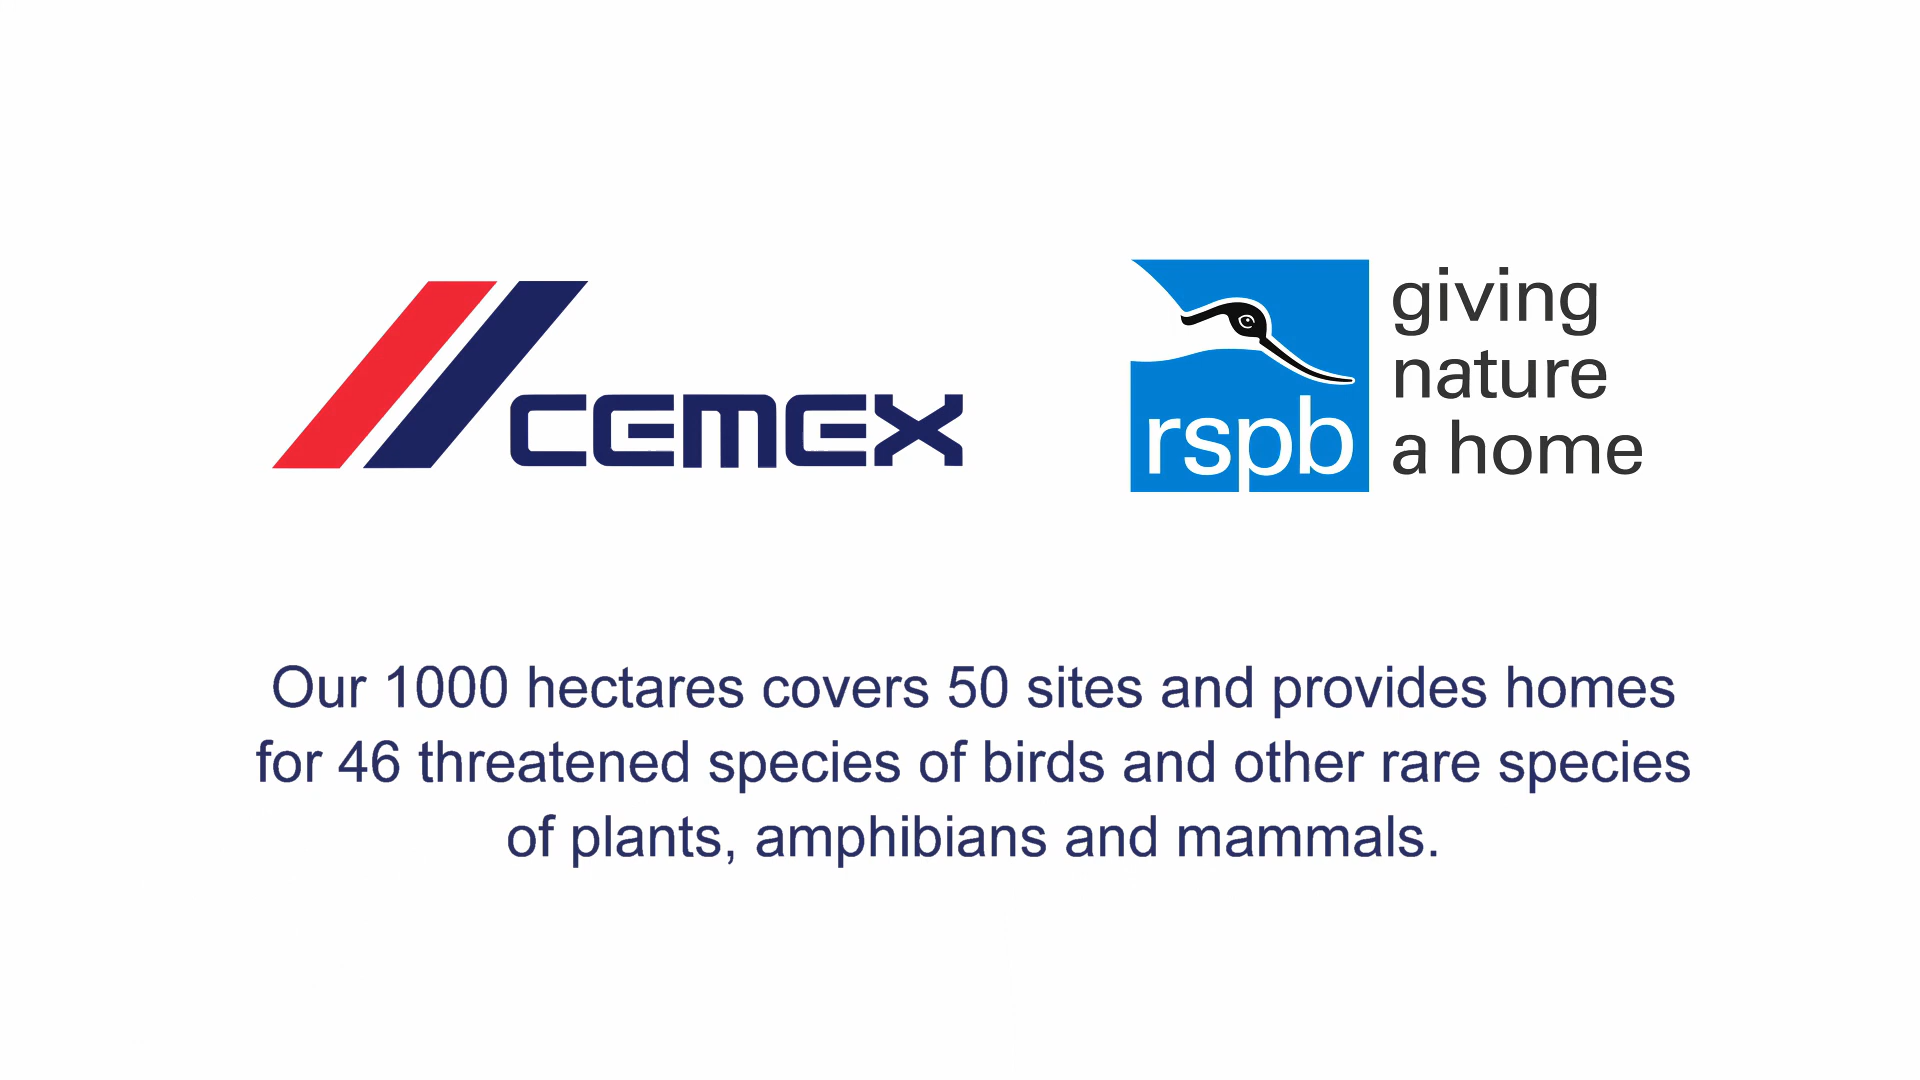 CEMEX
rspb
giving
nature
a home
Our 1000 hectares covers 50 sites and provides homes
for 46 threatened species of birds and other rare species
of plants, amphibians and mammals.